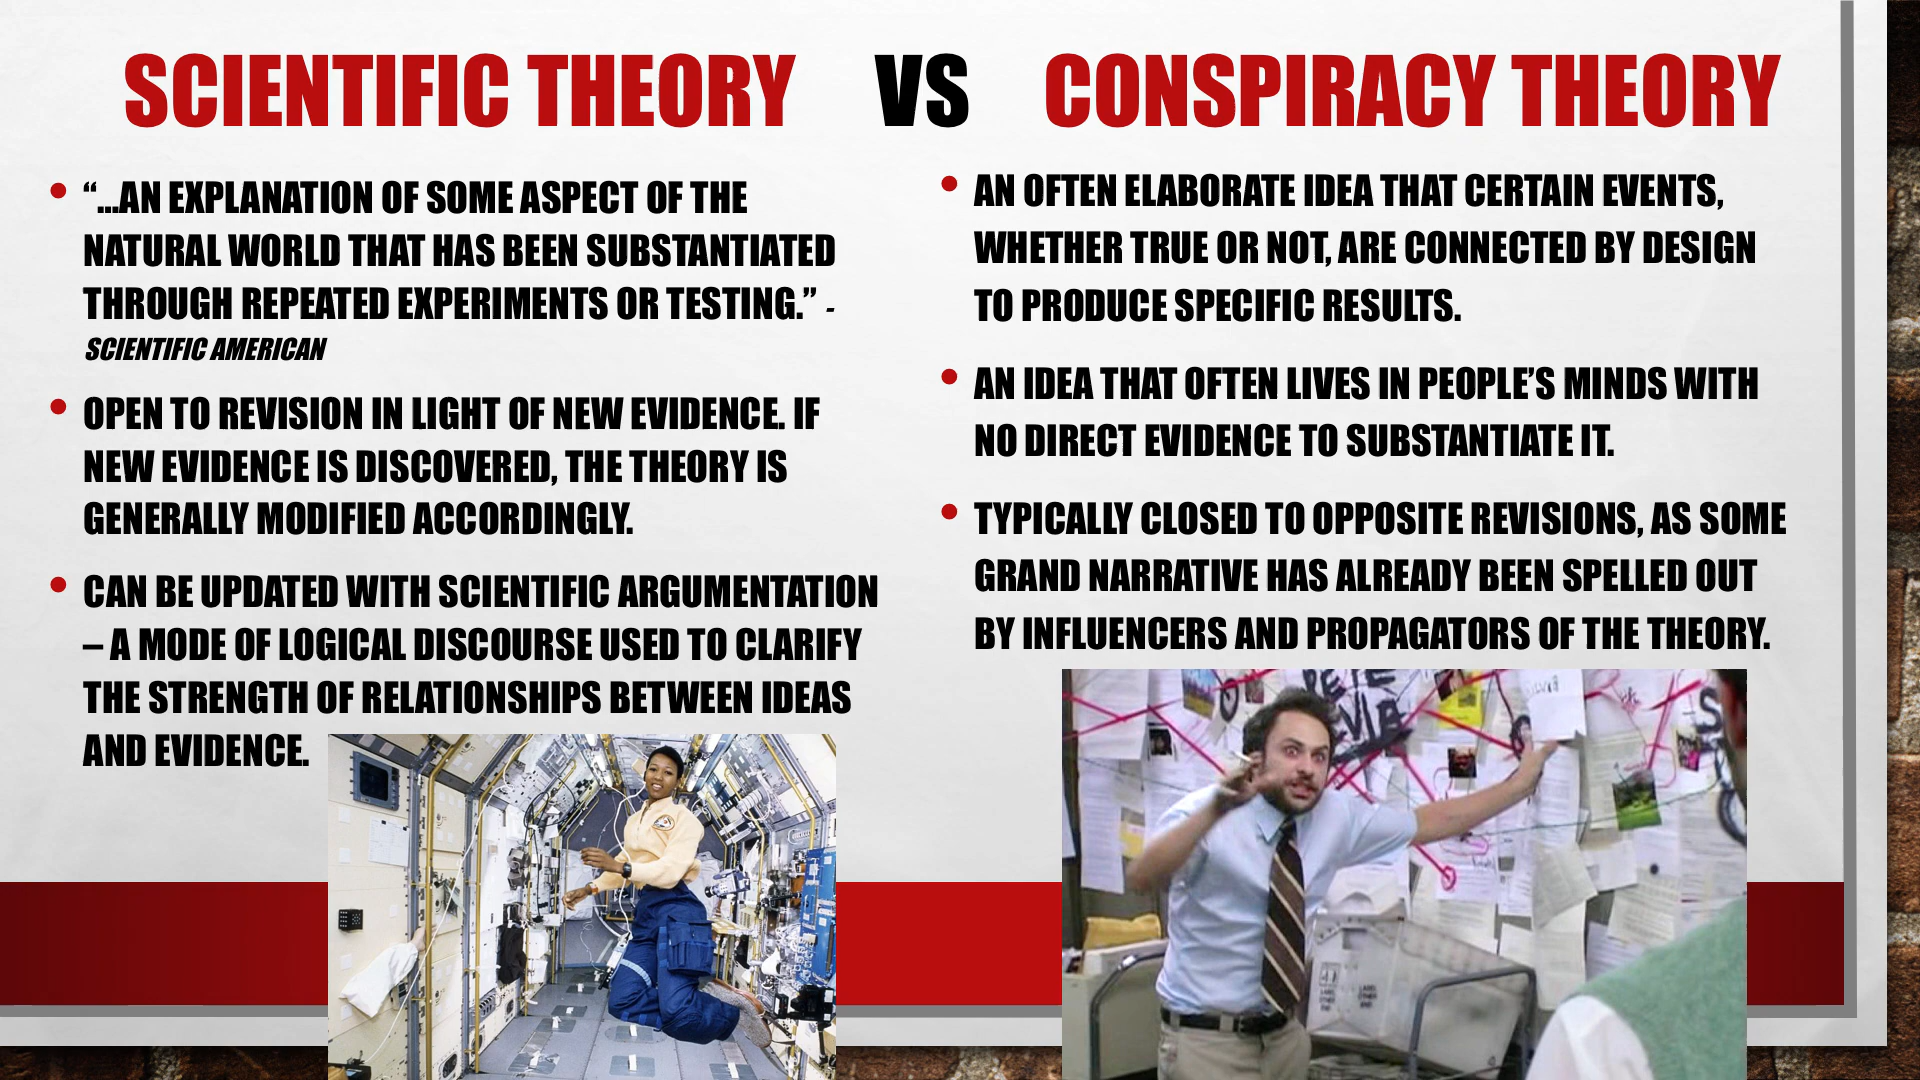 SCIENTIFIC THEORY VS CONSPIRACY THEORY
• “…AN EXPLANATION OF SOME ASPECT OF THE
NATURAL WORLD THAT HAS BEEN SUBSTANTIATED
THROUGH REPEATED EXPERIMENTS OR TESTING.” -
SCIENTIFIC AMERICAN
• OPEN TO REVISION IN LIGHT OF NEW EVIDENCE. IF
NEW EVIDENCE IS DISCOVERED, THE THEORY IS
GENERALLY MODIFIED ACCORDINGLY.
• CAN BE UPDATED WITH SCIENTIFIC ARGUMENTATION
– A MODE OF LOGICAL DISCOURSE USED TO CLARIFY
THE STRENGTH OF RELATIONSHIPS BETWEEN IDEAS
AND EVIDENCE.
• AN OFTEN ELABORATE IDEA THAT CERTAIN EVENTS,
WHETHER TRUE OR NOT, ARE CONNECTED BY DESIGN
TO PRODUCE SPECIFIC RESULTS.
• AN IDEA THAT OFTEN LIVES IN PEOPLE’S MINDS WITH
NO DIRECT EVIDENCE TO SUBSTANTIATE IT.
• TYPICALLY CLOSED TO OPPOSITE REVISIONS, AS SOME
GRAND NARRATIVE HAS ALREADY BEEN SPELLED OUT
BY INFLUENCERS AND PROPAGATORS OF THE THEORY.